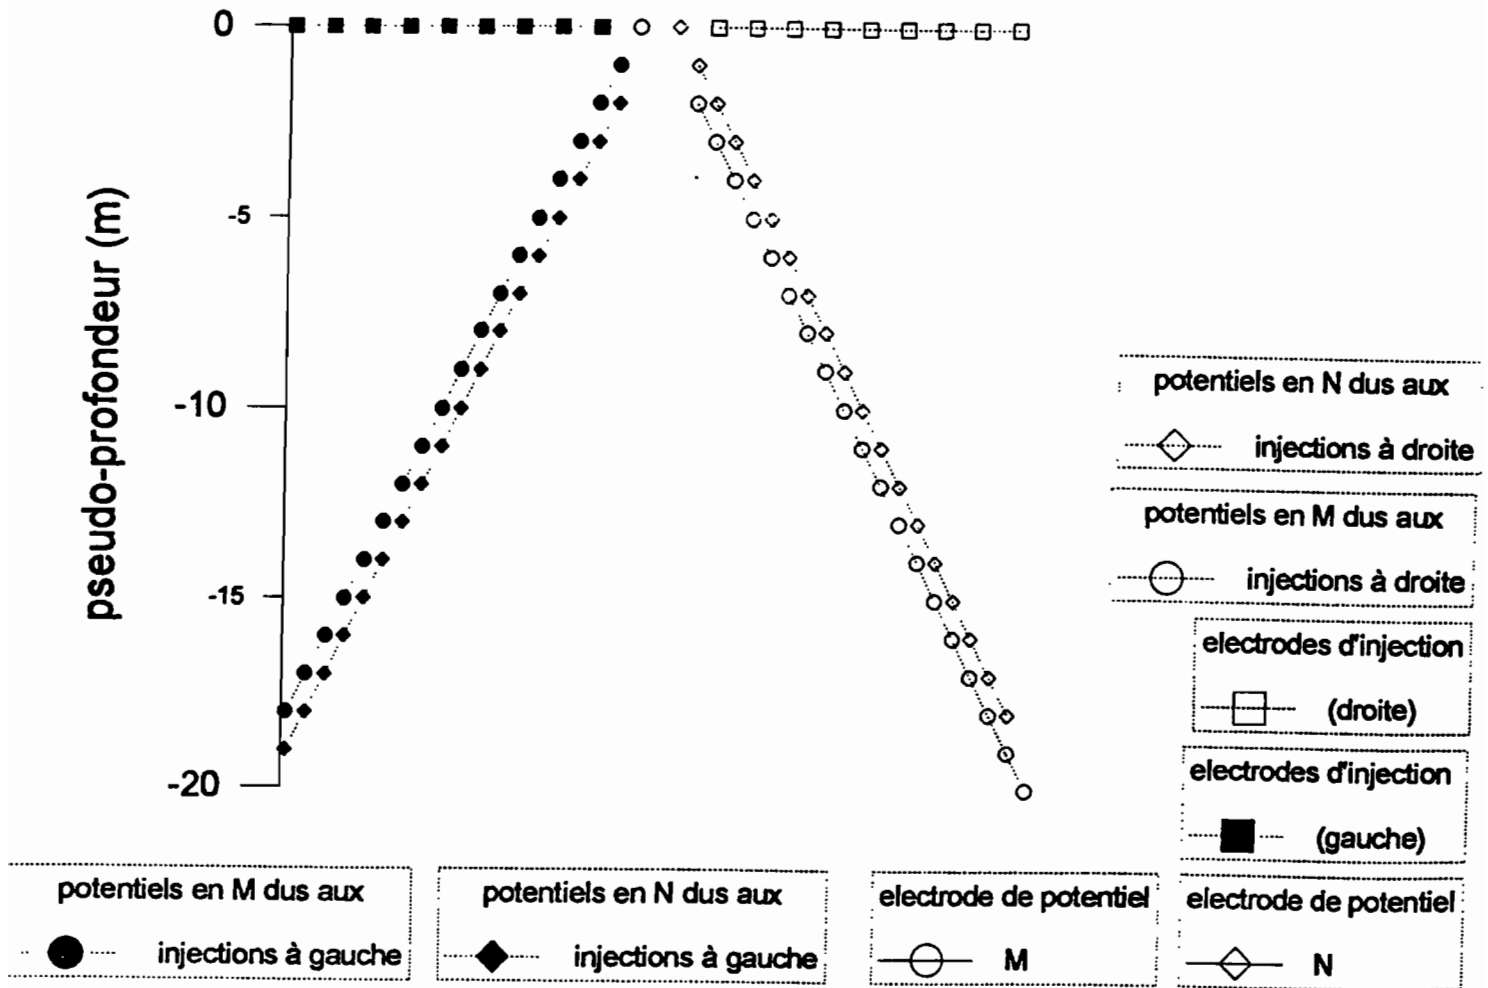 0
-5
-10
-15
-20
pseudo-profondeur (m)
potentiels en N dus aux
injections à droite
potentiels en M dus aux
injections à droite
electrodes d'injection
(droite)
electrodes d'injection
(gauche)
potentiels en M dus aux
injections à gauche
potentiels en N dus aux
injections à gauche
electrode de potentiel
M
electrode de potentiel
N